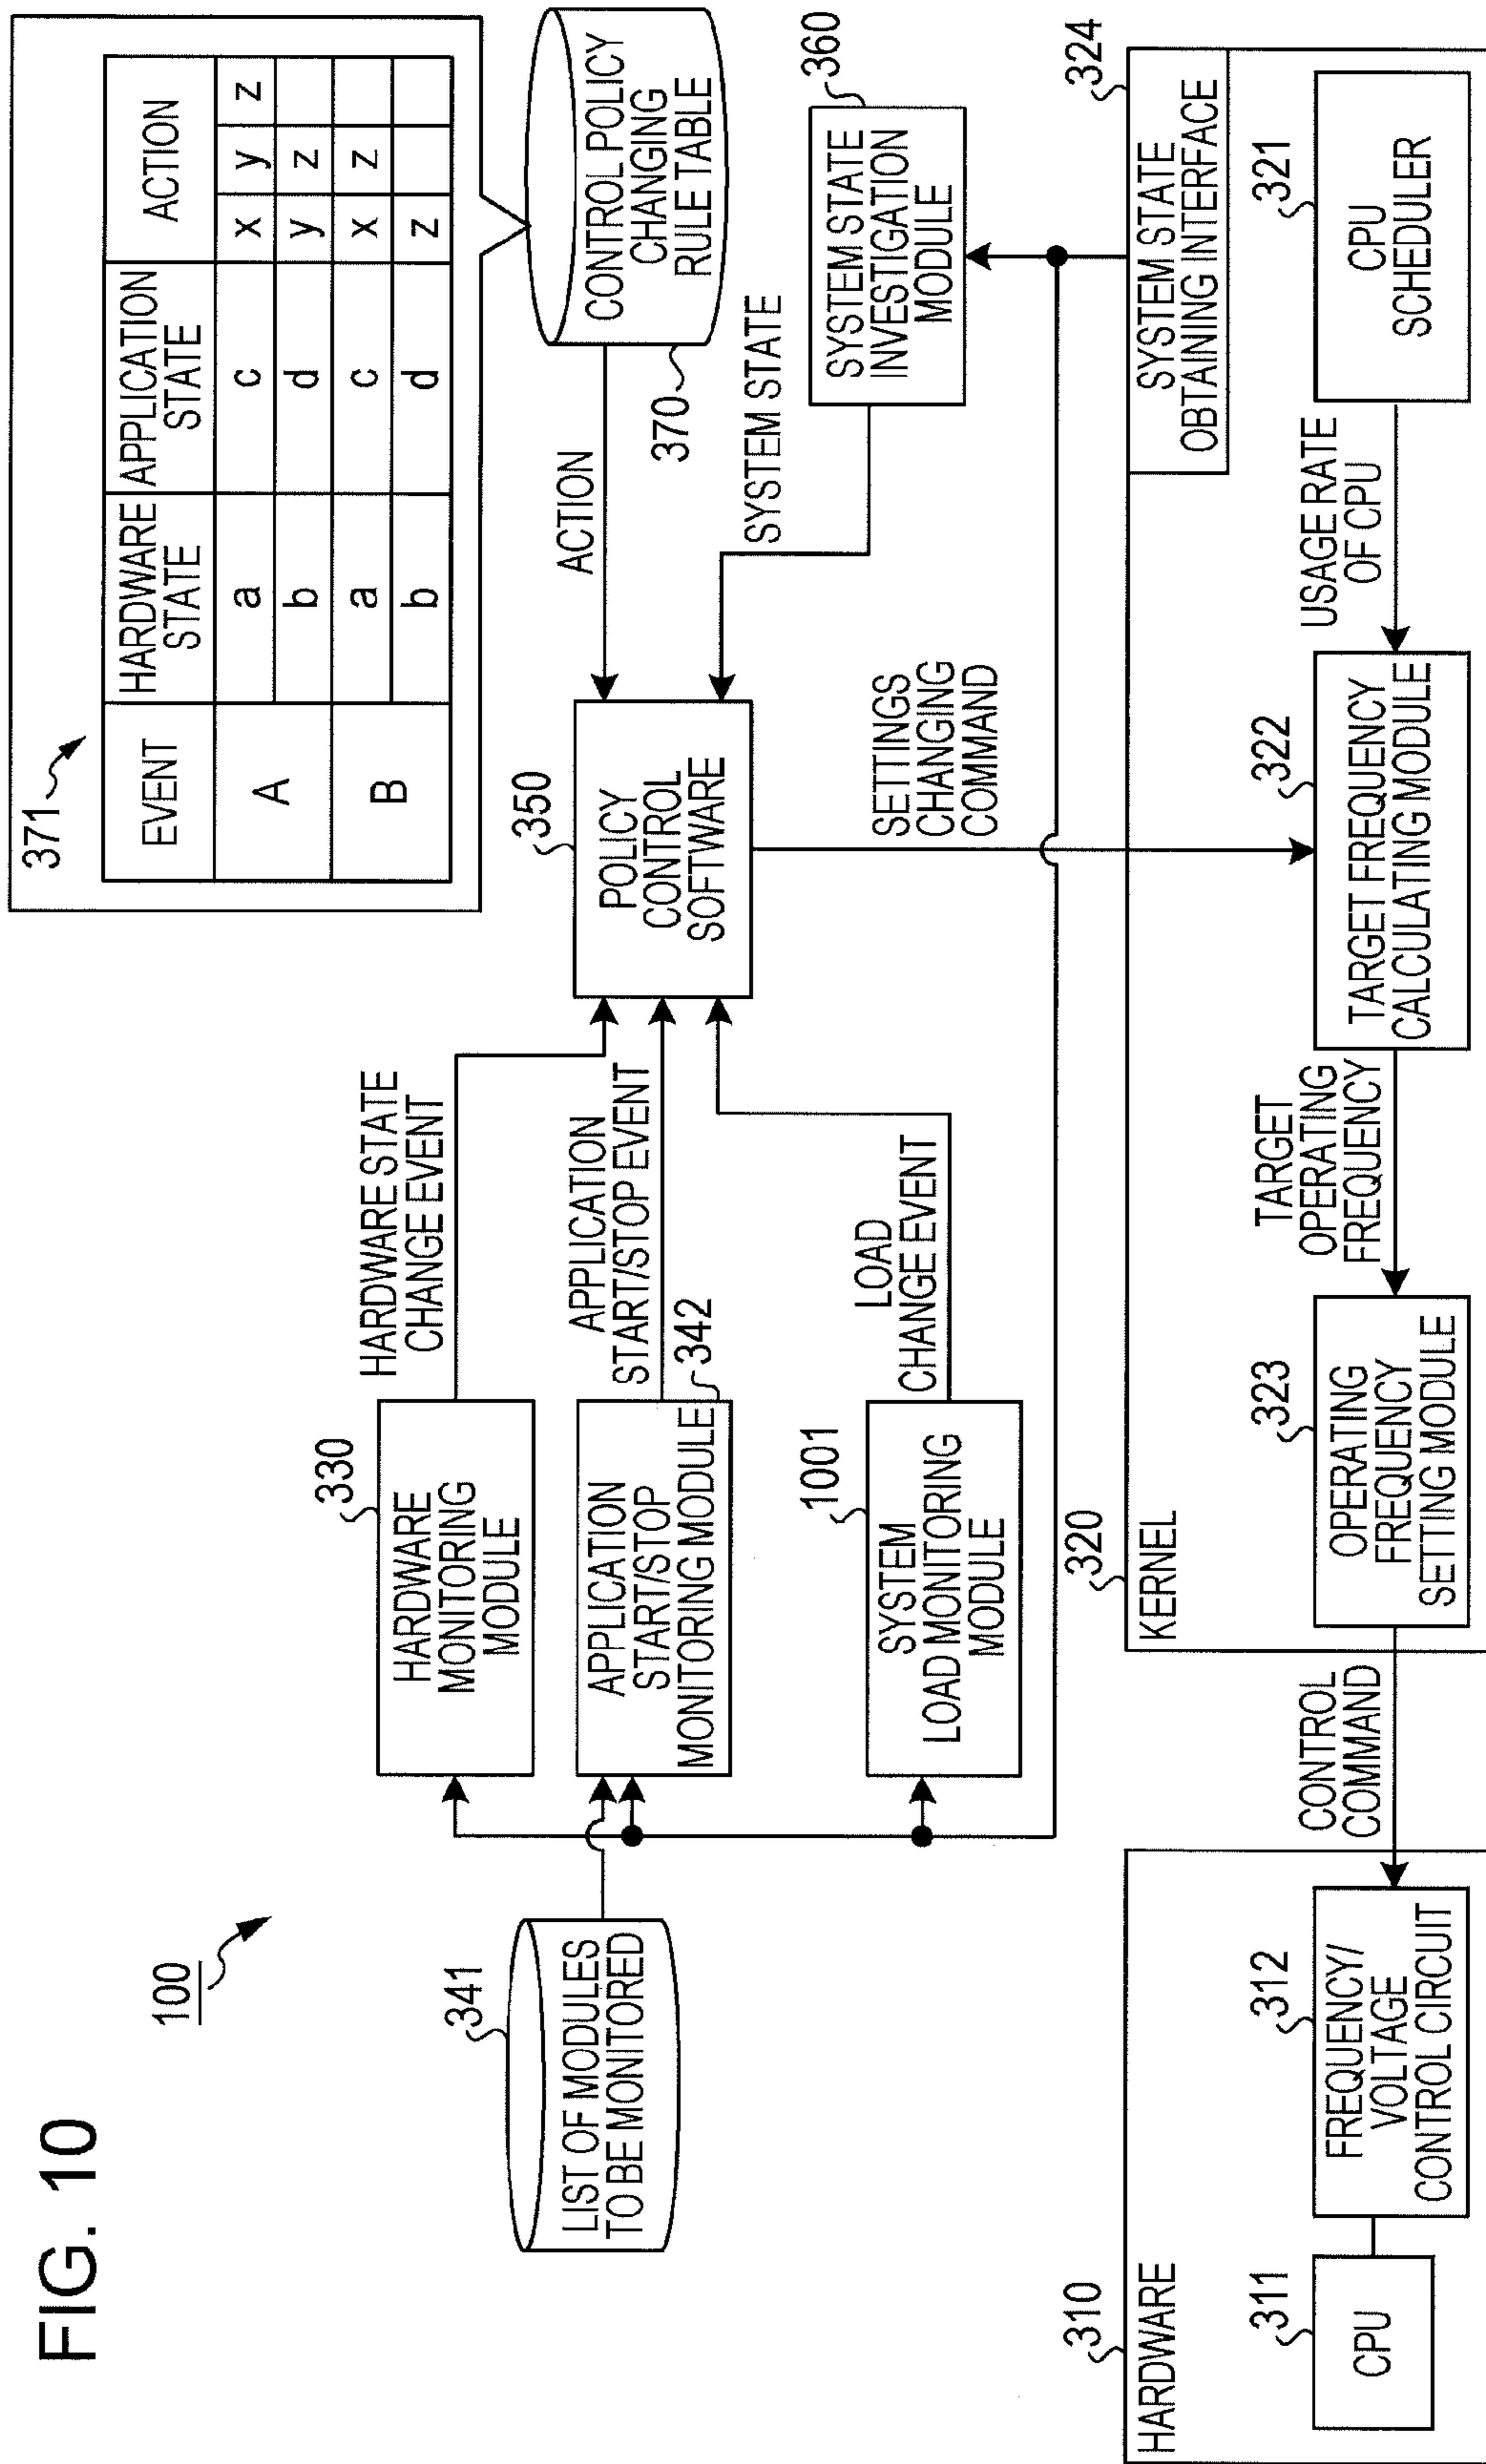 FIG. 10
100
371
EVENT
HARDWARE
STATE
APPLICATION
STATE
ACTION
A
a
c
x
y
z
b
d
y
z
B
a
c
x
z
b
d
z
CONTROL POLICY
CHANGING
RULE TABLE
370
ACTION
341
LIST OF MODULES
TO BE MONITORED
330
HARDWARE
MONITORING
MODULE
HARDWARE STATE
CHANGE EVENT
APPLICATION
START/STOP
MONITORING MODULE
342
APPLICATION
START/STOP EVENT
1001
SYSTEM
LOAD MONITORING
MODULE
LOAD
CHANGE EVENT
350
POLICY
CONTROL
SOFTWARE
SYSTEM STATE
360
SYSTEM STATE
INVESTIGATION
MODULE
SETTINGS
CHANGING
COMMAND
310
HARDWARE
311
CPU
312
FREQUENCY/
VOLTAGE
CONTROL CIRCUIT
CONTROL
COMMAND
320
KERNEL
323
OPERATING
FREQUENCY
SETTING MODULE
TARGET
OPERATING
FREQUENCY
322
TARGET FREQUENCY
CALCULATING MODULE
USAGE RATE
OF CPU
321
CPU
SCHEDULER
324
SYSTEM STATE
OBTAINING INTERFACE